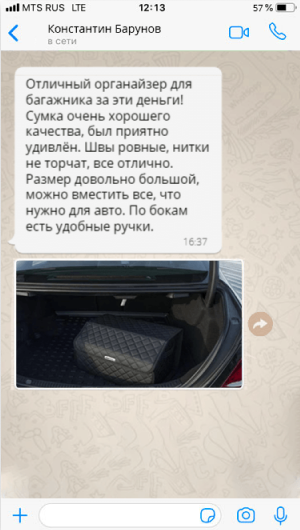 MTS RUS LTE 12:13 57 %
Константин Барунов
в сети
Отличный органайзер для
багажника за эти деньги!
Сумка очень хорошего
качества, был приятно
удивлён. Швы ровные, нитки
не торчат, все отлично.
Размер довольно большой,
можно вместить все, что
нужно для авто. По бокам
есть удобные ручки.
16:37